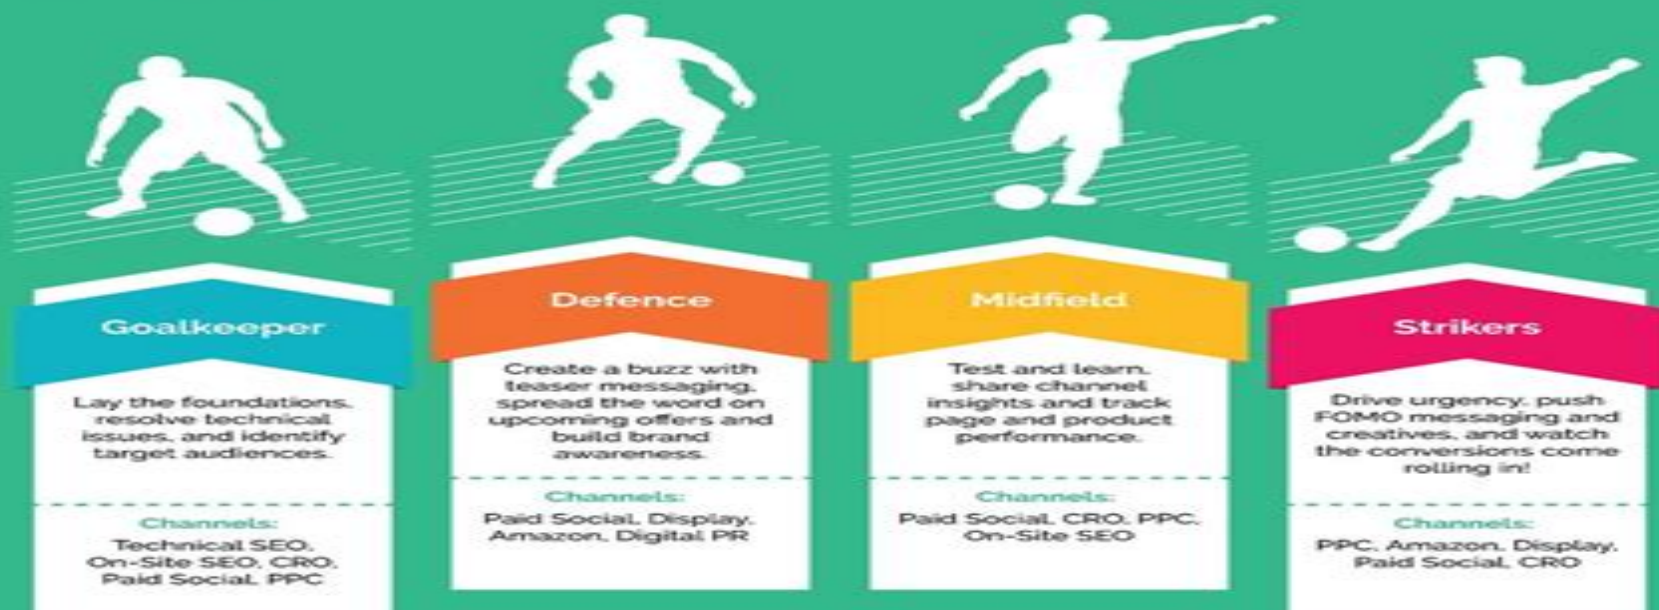 Goalkeeper
Lay the foundations,
resolve technical
issues, and identify
target audiences.
Channels:
Technical SEO,
On-Site SEO, CRO,
Paid Social, PPC
Defence
Create a buzz with
teaser messaging,
spread the word on
upcoming offers and
build brand
awareness.
Channels:
Paid Social, Display,
Amazon, Digital PR
Midfield
Test and learn,
share channel
insights and track
page and product
performance.
Channels:
Paid Social, CRO, PPC,
On-Site SEO
Strikers
Drive urgency, push
FOMO messaging and
creatives, and watch
the conversions come
rolling in!
Channels:
PPC, Amazon, Display,
Paid Social, CRO